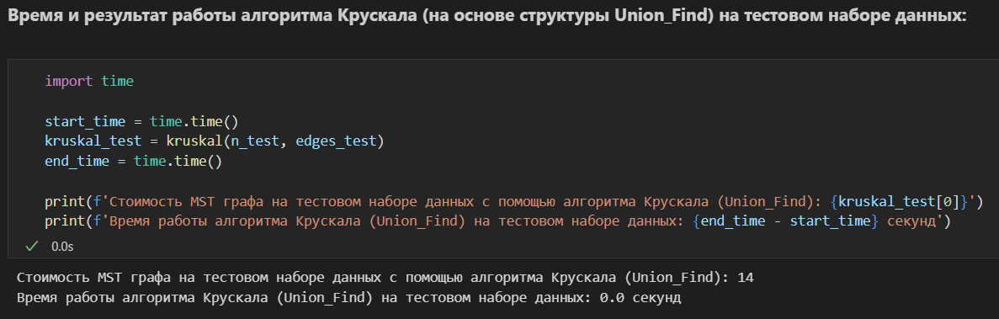 Время и результат работы алгоритма Крускала (на основе структуры Union_Find) на тестовом наборе данных:
import time
start_time = time.time()
kruskal_test = kruskal(n_test, edges_test)
end_time = time.time()
print(f'Стоимость MST графа на тестовом наборе данных с помощью алгоритма Крускала (Union_Find): {kruskal_test[0]}')
print(f'Время работы алгоритма Крускала (Union_Find) на тестовом наборе данных: {end_time - start_time} секунд')
0.0s
Стоимость MST графа на тестовом наборе данных с помощью алгоритма Крускала (Union_Find): 14
Время работы алгоритма Крускала (Union_Find) на тестовом наборе данных: 0.0 секунд